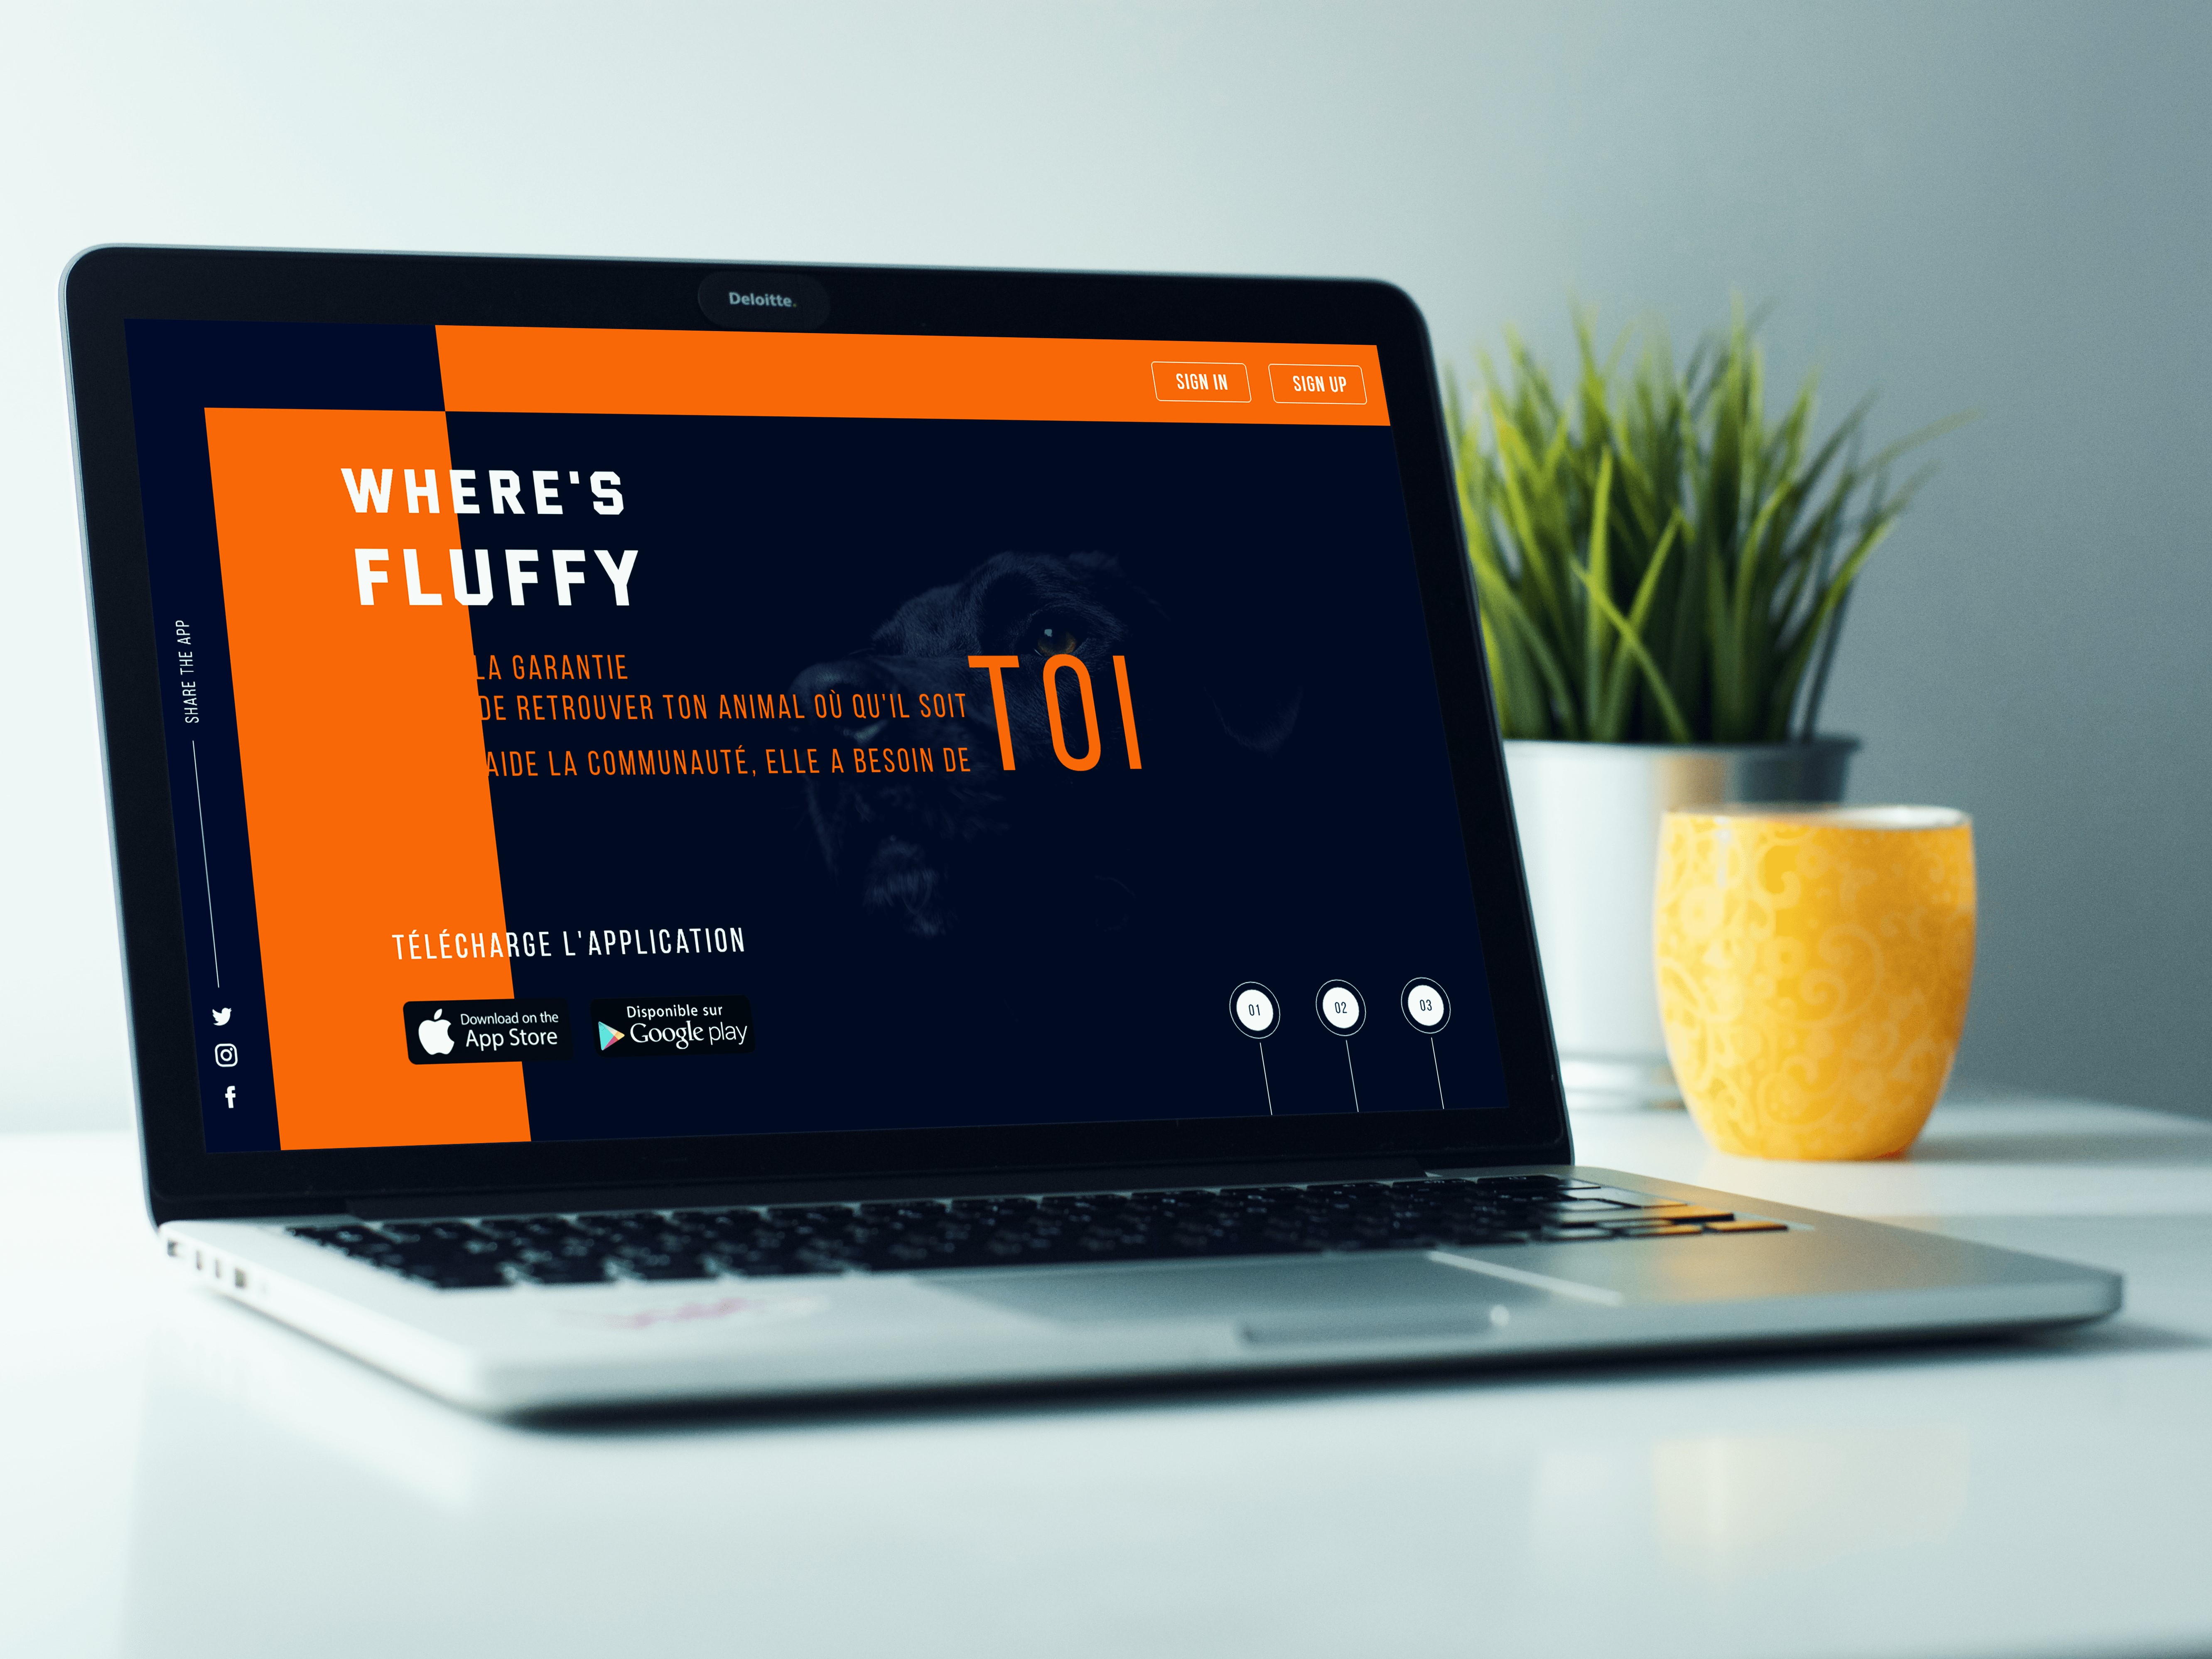 Deloitte.
SIGN IN
SIGN UP
WHERE'S
FLUFFY
SHARE THE APP
LA GARANTIE
DE RETROUVER TON ANIMAL OÙ QU'IL SOIT
AIDE LA COMMUNAUTÉ, ELLE A BESOIN DE TOI
TÉLÉCHARGE L'APPLICATION
Download on the
App Store
Disponible sur
Google play
01
02
03